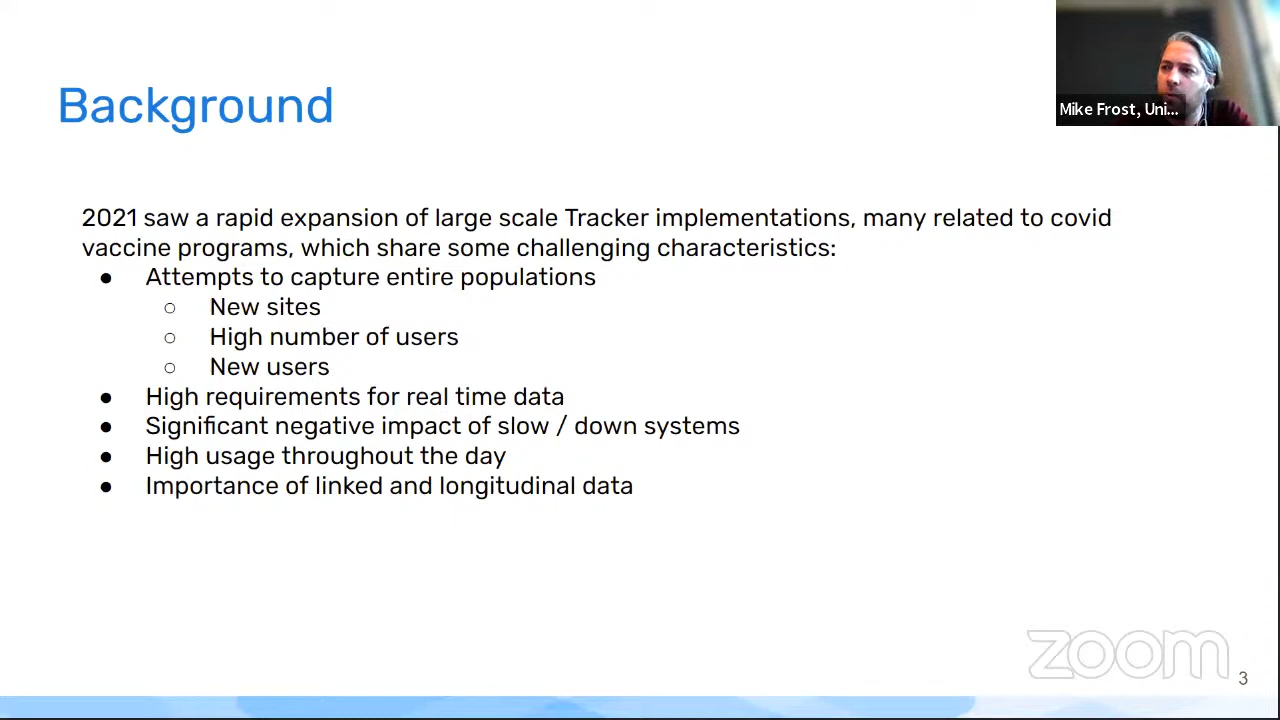 Background
Mike Frost, Uni...
2021 saw a rapid expansion of large scale Tracker implementations, many related to covid
vaccine programs, which share some challenging characteristics:
● Attempts to capture entire populations
○ New sites
○ High number of users
○ New users
● High requirements for real time data
● Significant negative impact of slow / down systems
● High usage throughout the day
● Importance of linked and longitudinal data
zoom
3